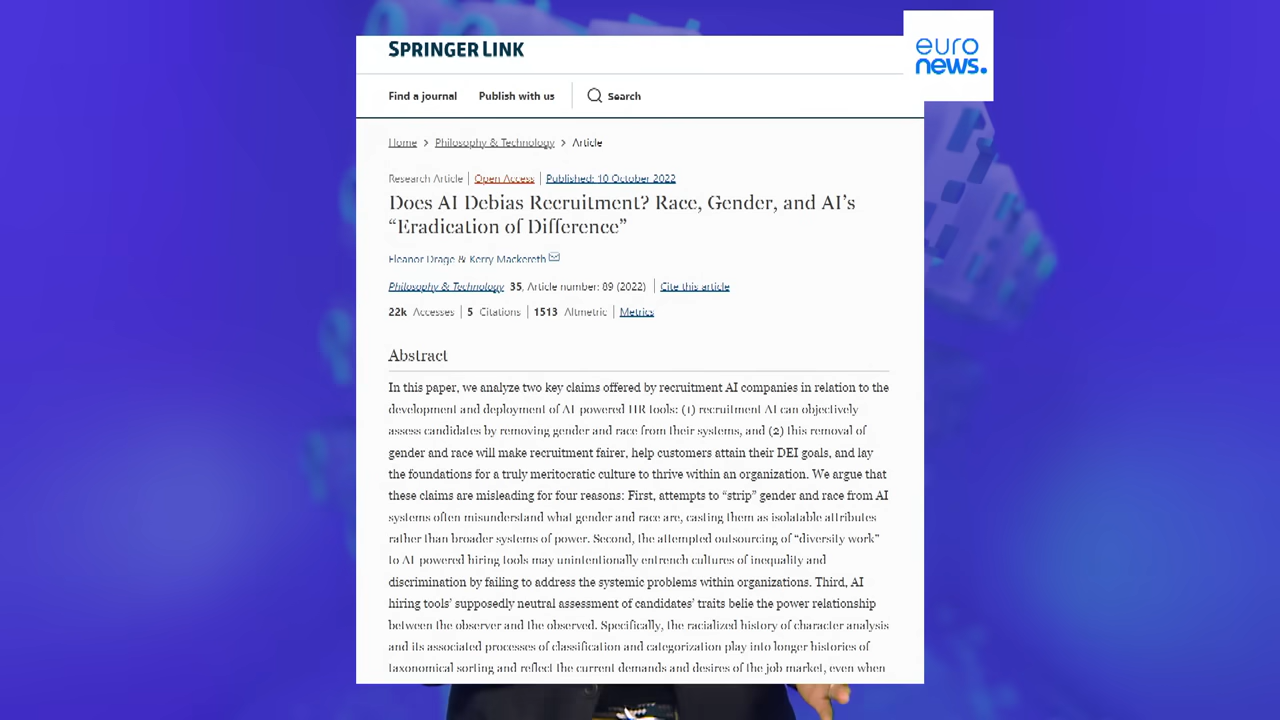 SPRINGER LINK
euro
news.
Find a journal Publish with us Search
Home > Philosophy & Technology > Article
Research Article | Open Access | Published: 10 October 2022
Does AI Debias Recruitment? Race, Gender, and AI's
“Eradication of Difference”
Eleanor Drage & Kerry Mackereth
Philosophy & Technology 35, Article number: 89 (2022) | Cite this article
22k Accesses | 5 Citations | 1513 Altmetric | Metrics
Abstract
In this paper, we analyze two key claims offered by recruitment AI companies in relation to the
development and deployment of AI-powered HR tools: (1) recruitment AI can objectively
assess candidates by removing gender and race from their systems, and (2) this removal of
gender and race will make recruitment fairer, help customers attain their DEI goals, and lay
the foundations for a truly meritocratic culture to thrive within an organization. We argue that
these claims are misleading for four reasons: First, attempts to “strip” gender and race from AI
systems often misunderstand what gender and race are, casting them as isolatable attributes
rather than broader systems of power. Second, the attempted outsourcing of “diversity work”
to AI-powered hiring tools may unintentionally entrench cultures of inequality and
discrimination by failing to address the systemic problems within organizations. Third, AI
hiring tools’ supposedly neutral assessment of candidates’ traits belie the power relationship
between the observer and the observed. Specifically, the racialized history of character analysis
and its associated processes of classification and categorization play into longer histories of
taxonomical sorting and reflect the current demands and desires of the job market, even when